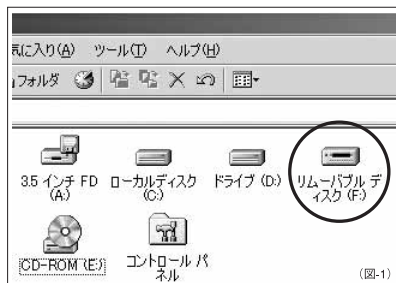 気に入り(A) ツール(T) ヘルプ(H)
フォルダ
3.5 インチ FD
(A:)
ローカルディスク
(C:)
ドライブ (D:)
リムーバブル デ
ィスク (F:)
CD-ROM (E:)
コントロール パ
ネル
(図-1)